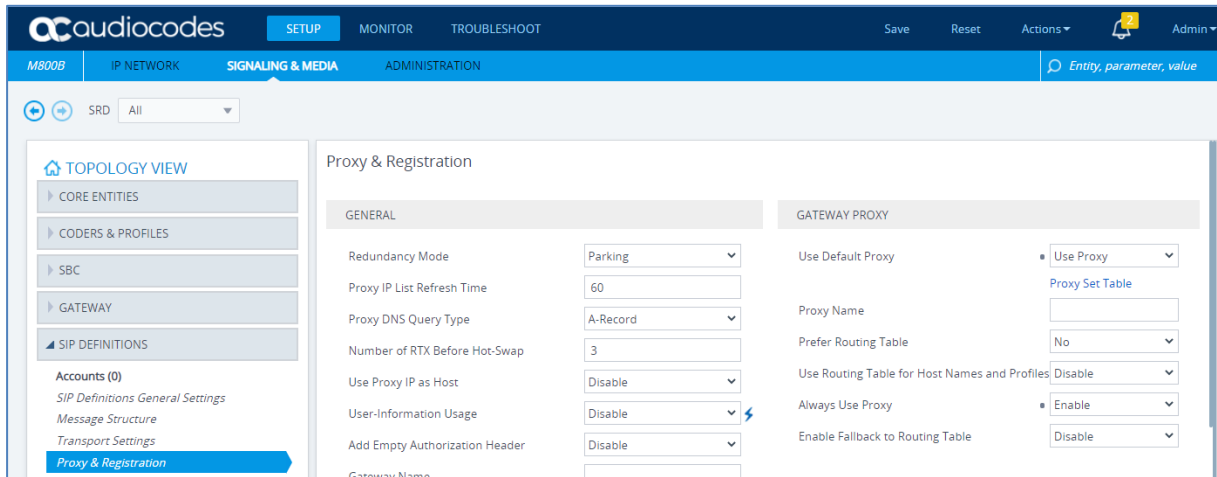 audiocodes SETUP MONITOR TROUBLESHOOT Save Reset Actions 2 Admin
M800B IP NETWORK SIGNALING & MEDIA ADMINISTRATION Entity, parameter, value
SRD All
TOPOLOGY VIEW
CORE ENTITIES
CODERS & PROFILES
SBC
GATEWAY
SIP DEFINITIONS
Accounts (0)
SIP Definitions General Settings
Message Structure
Transport Settings
Proxy & Registration
Proxy & Registration
GENERAL
Redundancy Mode Parking
Proxy IP List Refresh Time 60
Proxy DNS Query Type A-Record
Number of RTX Before Hot-Swap 3
Use Proxy IP as Host Disable
User-Information Usage Disable
Add Empty Authorization Header Disable
Gateway Name
GATEWAY PROXY
Use Default Proxy Use Proxy
Proxy Set Table
Proxy Name
Prefer Routing Table No
Use Routing Table for Host Names and Profiles Disable
Always Use Proxy Enable
Enable Fallback to Routing Table Disable